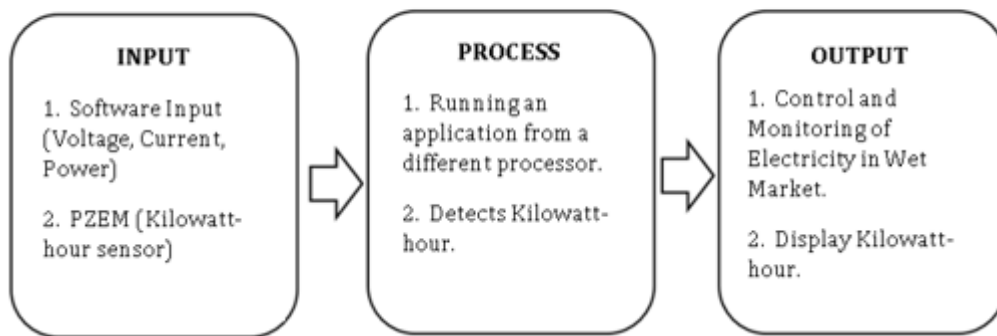 INPUT
1. Software Input
(Voltage, Current,
Power)
2. PZEM (Kilowatt-
hour sensor)
PROCESS
1. Running an
application from a
different processor.
2. Detects Kilowatt-
hour.
OUTPUT
1. Control and
Monitoring of
Electricity in Wet
Market.
2. Display Kilowatt-
hour.